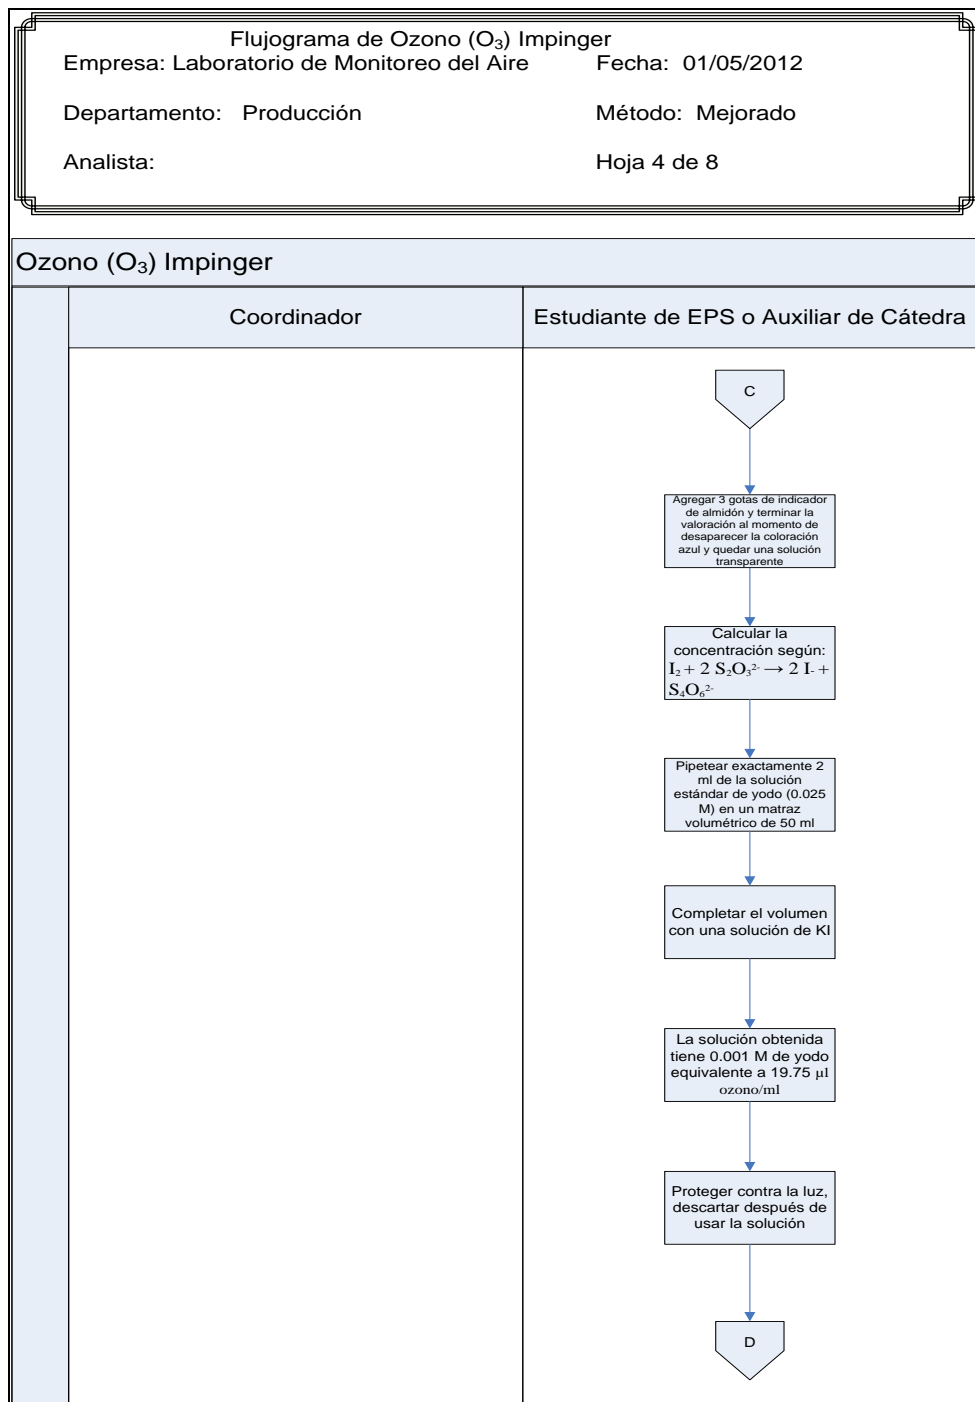 Flujograma de Ozono (O₃) Impinger
Empresa: Laboratorio de Monitoreo del Aire Fecha: 01/05/2012
Departamento: Producción Método: Mejorado
Analista: Hoja 4 de 8
Ozono (O₃) Impinger
Coordinador Estudiante de EPS o Auxiliar de Cátedra
C
Agregar 3 gotas de indicador
de almidón y terminar la
valoración al momento de
desaparecer la coloración
azul y quedar una solución
transparente
Calcular la
concentración según:
I₂ + 2 S₂O₃²⁻ → 2 I- +
S₄O₆²⁻
Pipetear exactamente 2
ml de la solución
estándar de yodo (0.025
M) en un matraz
volumétrico de 50 ml
Completar el volumen
con una solución de KI
La solución obtenida
tiene 0.001 M de yodo
equivalente a 19.75 µl
ozono/ml
Proteger contra la luz,
descartar después de
usar la solución
D